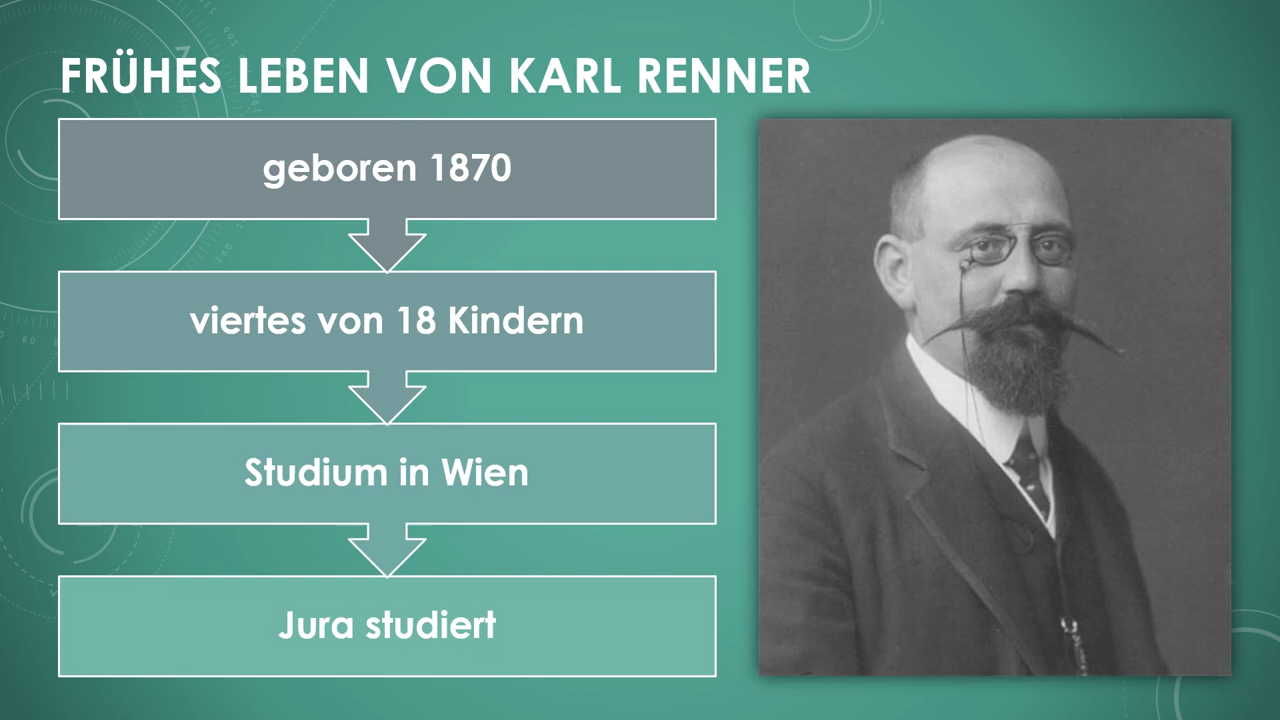 FRÜHES LEBEN VON KARL RENNER
geboren 1870
viertes von 18 Kindern
Studium in Wien
Jura studiert